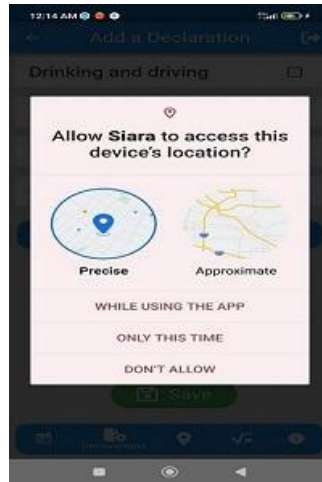 12:14 AM
Add a Declaration
Drinking and driving
Allow Siara to access this
device's location?
Precise
Approximate
WHILE USING THE APP
ONLY THIS TIME
DON'T ALLOW
Save